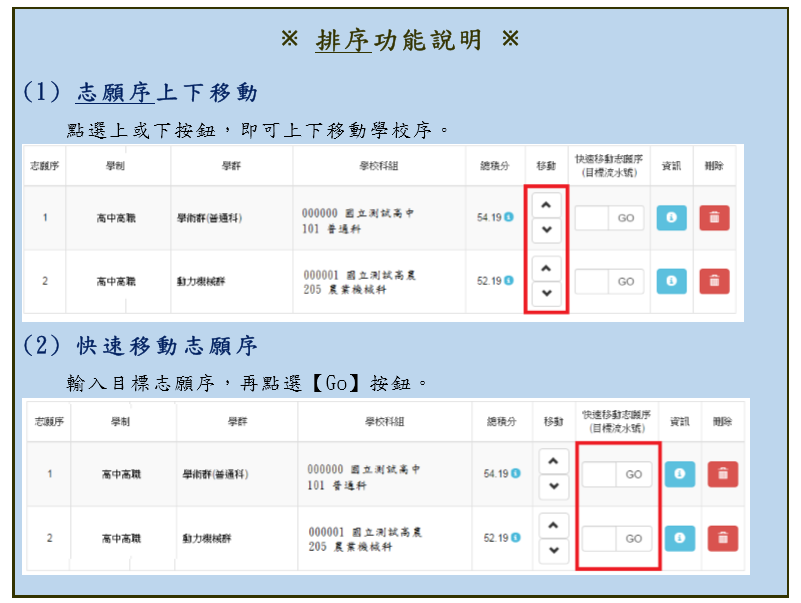 ※ 排序功能說明 ※
(1) 志願序上下移動
點選上或下按鈕，即可上下移動學校序。
志願序 學制 學群 學校科組 總積分 移動 快速移動志願序 (目標流水號) 資訊 刪除
1 高中高職 學術群(普通科) 000000 國立測試高中 54.19 GO
101 普通科
2 高中高職 動力機械群 000001 國立測試高農 52.19 GO
205 農業機械科
(2) 快速移動志願序
輸入目標志願序，再點選【Go】按鈕。
志願序 學制 學群 學校科組 總積分 移動 快速移動志願序 (目標流水號) 資訊 刪除
1 高中高職 學術群(普通科) 000000 國立測試高中 54.19 GO
101 普通科
2 高中高職 動力機械群 000001 國立測試高農 52.19 GO
205 農業機械科